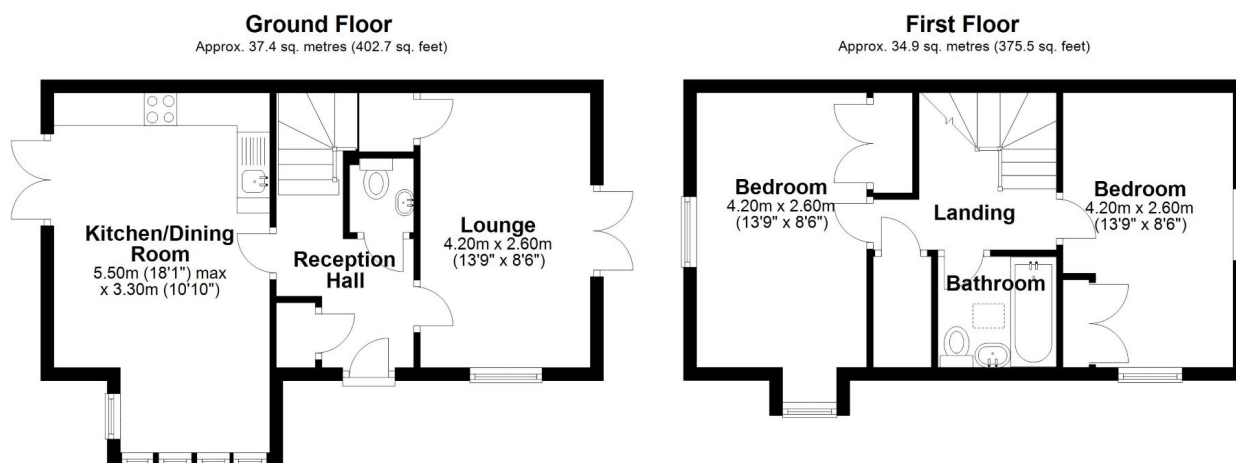 Ground Floor
Approx. 37.4 sq. metres (402.7 sq. feet)
Kitchen/Dining
Room
5.50m (18'1") max
x 3.30m (10'10")
Reception
Hall
Lounge
4.20m x 2.60m
(13'9" x 8'6")
First Floor
Approx. 34.9 sq. metres (375.5 sq. feet)
Bedroom
4.20m x 2.60m
(13'9" x 8'6")
Landing
Bathroom
Bedroom
4.20m x 2.60m
(13'9" x 8'6")